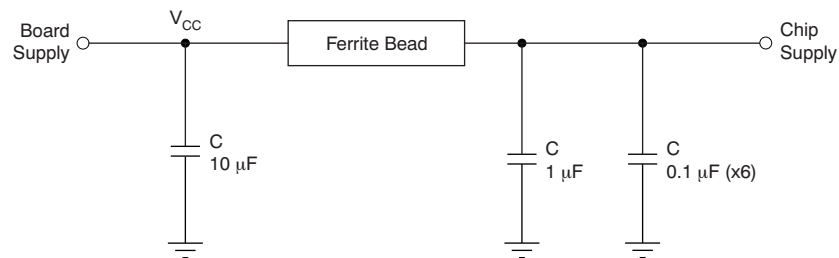 Board
Supply
V_CC
Ferrite Bead
Chip
Supply
C
10 μF
C
1 μF
C
0.1 μF (x6)